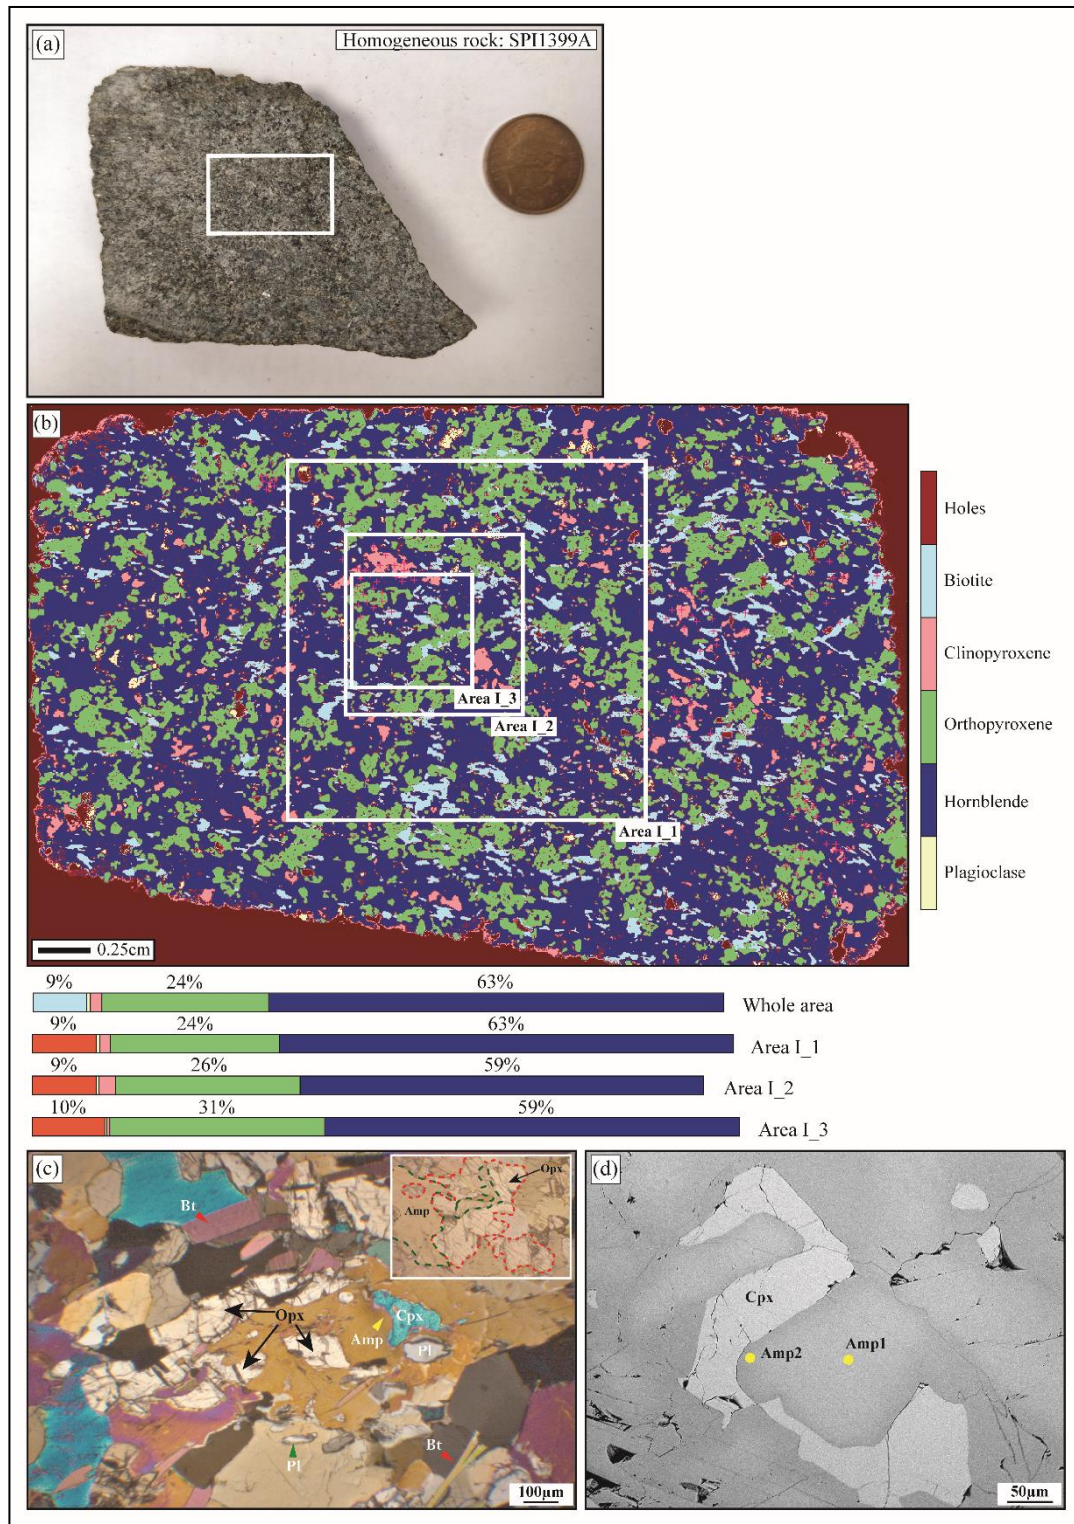 (a)
Homogeneous rock: SPI1399A
(b)
Area I_3
Area I_2
Area I_1
0.25cm
Holes
Biotite
Clinopyroxene
Orthopyroxene
Hornblende
Plagioclase
9% 24% 63%
Whole area
9% 24% 63%
Area I_1
9% 26% 59%
Area I_2
10% 31% 59%
Area I_3
(c)
Opx
Amp
Bt
Opx
Cpx
Amp
Pl
Bt
Pl
100µm
(d)
Cpx
Amp2
Amp1
50µm